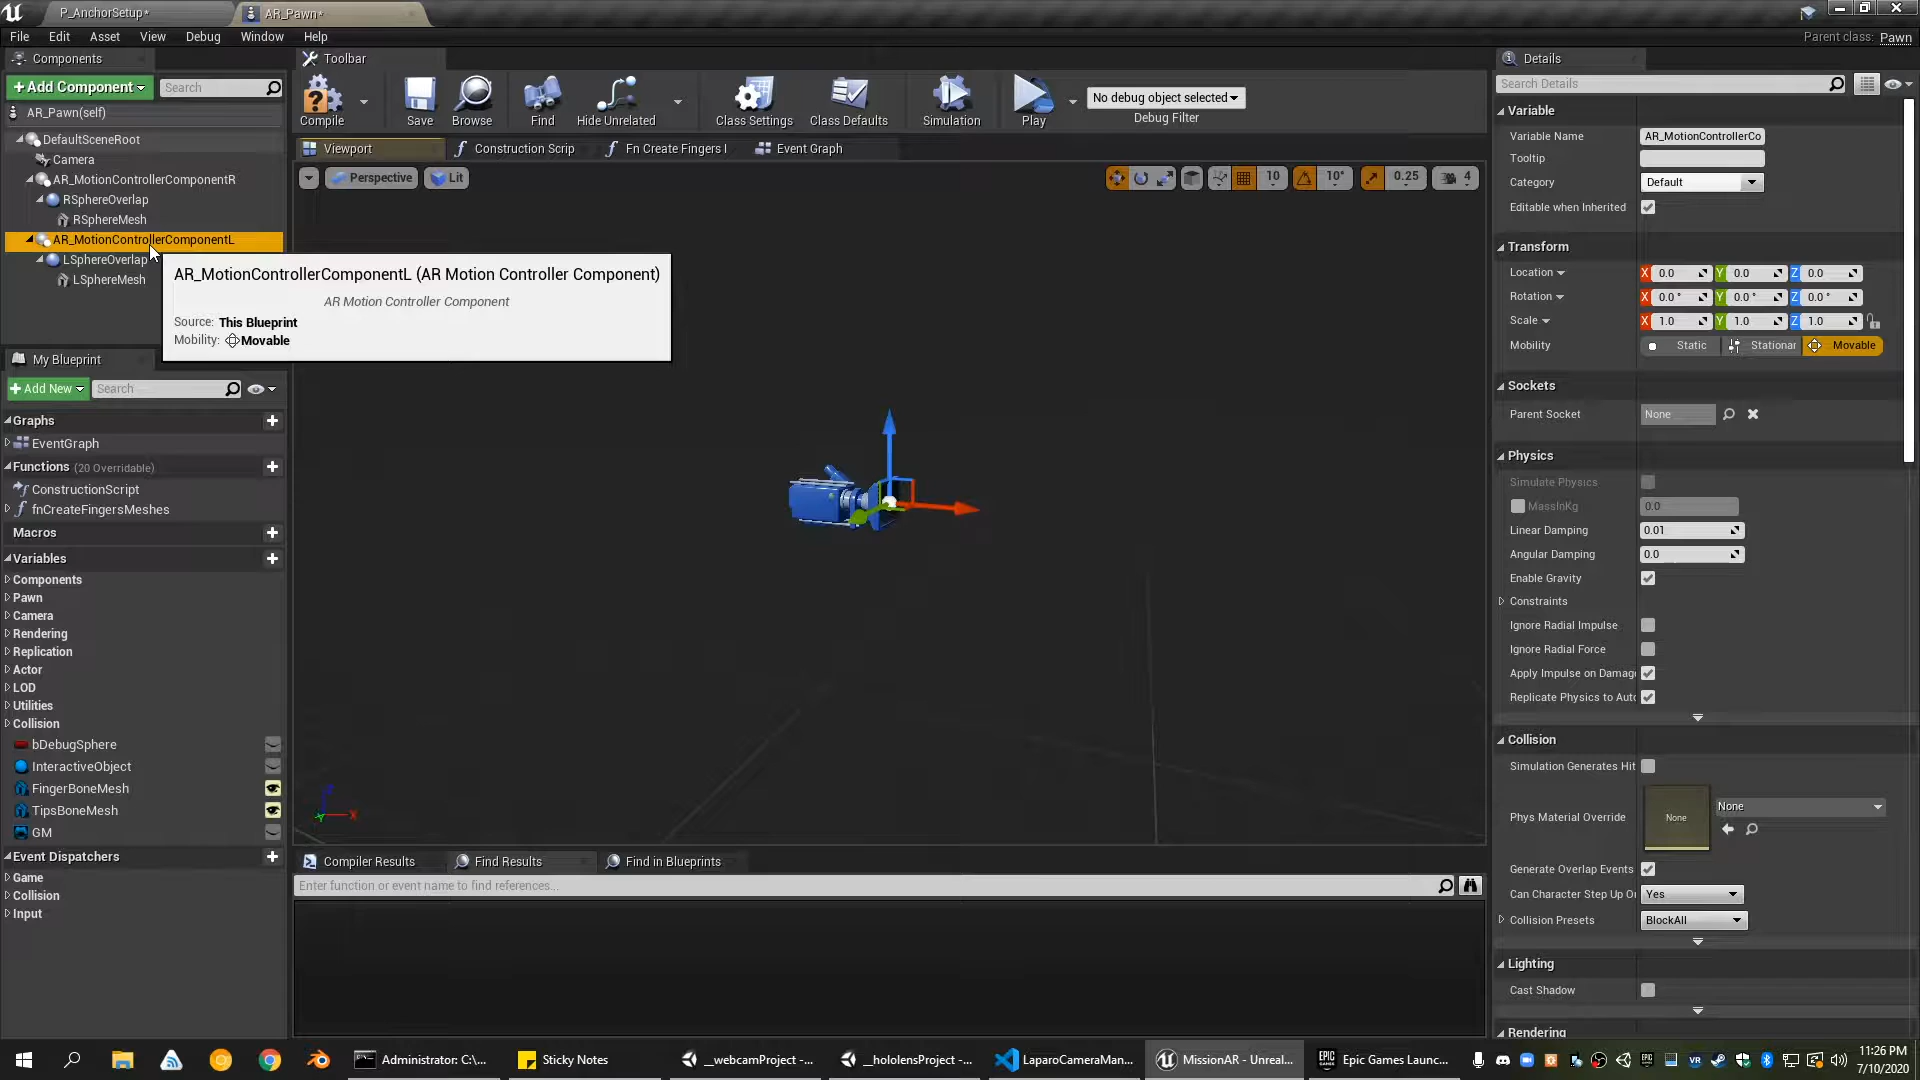 P_AnchorSetup*
AR_Pawn*
File Edit Asset View Debug Window Help
Parent class: Pawn
Components
Toolbar
Details
+Add Component
Search
Search Details
AR_Pawn(self)
Compile
Save
Browse
Find
Hide Unrelated
Class Settings
Class Defaults
Simulation
Play
No debug object selected
Debug Filter
Variable
Variable Name AR_MotionControllerCo
Tooltip
Category Default
Editable when Inherited
DefaultSceneRoot
Camera
AR_MotionControllerComponentR
RSphereOverlap
RSphereMesh
AR_MotionControllerComponentL
LSphereOverlap
LSphereMesh
Viewport
Construction Scrip
Fn Create Fingers I
Event Graph
Perspective
Lit
10
10°
0.25
4
AR_MotionControllerComponentL (AR Motion Controller Component)
AR Motion Controller Component
Source: This Blueprint
Mobility: Movable
Transform
Location X 0.0 Y 0.0 Z 0.0
Rotation X 0.0 ° Y 0.0 ° Z 0.0 °
Scale X 1.0 Y 1.0 Z 1.0
Mobility Static Stationar Movable
Sockets
Parent Socket None
Physics
Simulate Physics
MassInKg 0.0
Linear Damping 0.01
Angular Damping 0.0
Enable Gravity
Constraints
Ignore Radial Impulse
Ignore Radial Force
Apply Impulse on Damag
Replicate Physics to Auto
Collision
Simulation Generates Hit
Phys Material Override None None
Generate Overlap Events
Can Character Step Up O Yes
Collision Presets BlockAll
Lighting
Cast Shadow
Rendering
My Blueprint
+Add New
Search
Graphs
EventGraph
Functions (20 Overridable)
ConstructionScript
fnCreateFingersMeshes
Macros
Variables
Components
Pawn
Camera
Rendering
Replication
Actor
LOD
Utilities
Collision
bDebugSphere
InteractiveObject
FingerBoneMesh
TipsBoneMesh
GM
Event Dispatchers
Game
Collision
Input
Z
X
Y
Compiler Results
Find Results
Find in Blueprints
Enter function or event name to find references...
Administrator: C:\...
Sticky Notes
__webcamProject -...
__hololensProject -...
LaparoCameraMan...
MissionAR - Unreal...
Epic Games Launc...
11:26 PM
7/10/2020